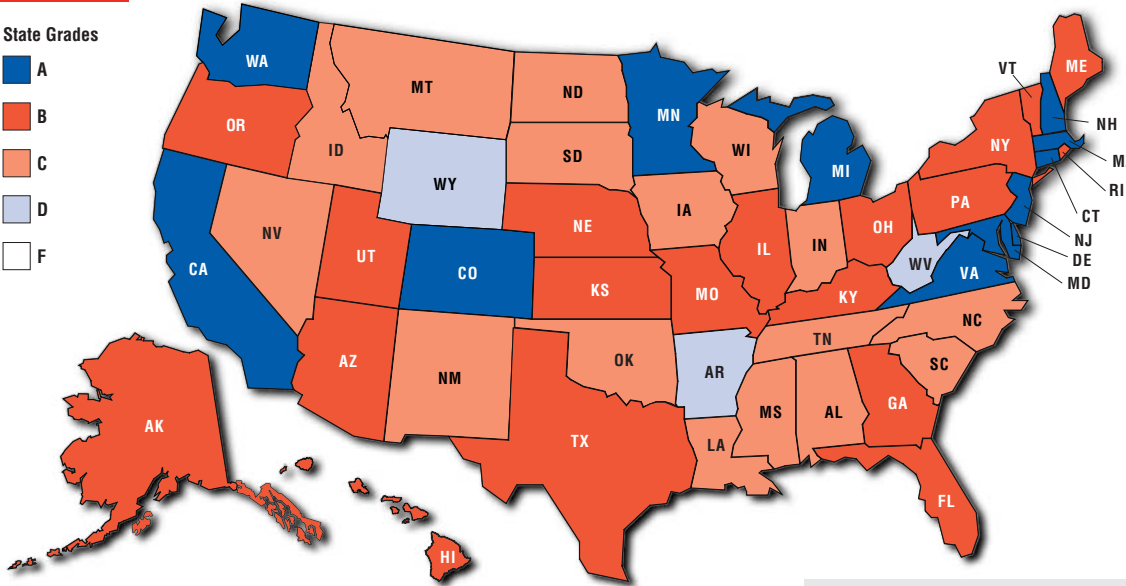 State Grades
A
B
C
D
F
WA
OR
CA
ID
NV
MT
WY
UT
AZ
CO
NM
ND
SD
NE
KS
OK
TX
MN
IA
MO
AR
LA
WI
IL
MI
IN
OH
KY
TN
MS
AL
GA
FL
SC
NC
VA
WV
PA
NY
VT
ME
NH
M
RI
CT
NJ
DE
MD
AK
HI